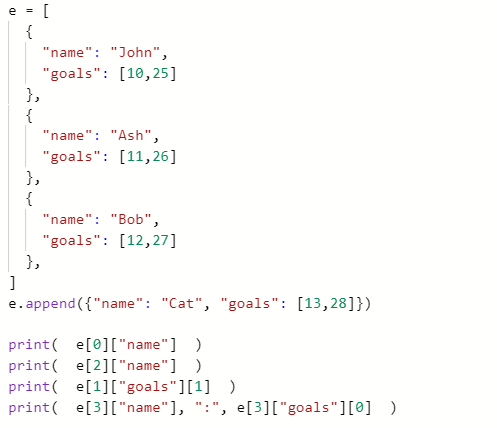 e = [
  {
    "name": "John",
    "goals": [10,25]
  },
  {
    "name": "Ash",
    "goals": [11,26]
  },
  {
    "name": "Bob",
    "goals": [12,27]
  },
]
e.append({"name": "Cat", "goals": [13,28]})

print(  e[0]["name"]  )
print(  e[2]["name"]  )
print(  e[1]["goals"][1]  )
print(  e[3]["name"], ":", e[3]["goals"][0]  )